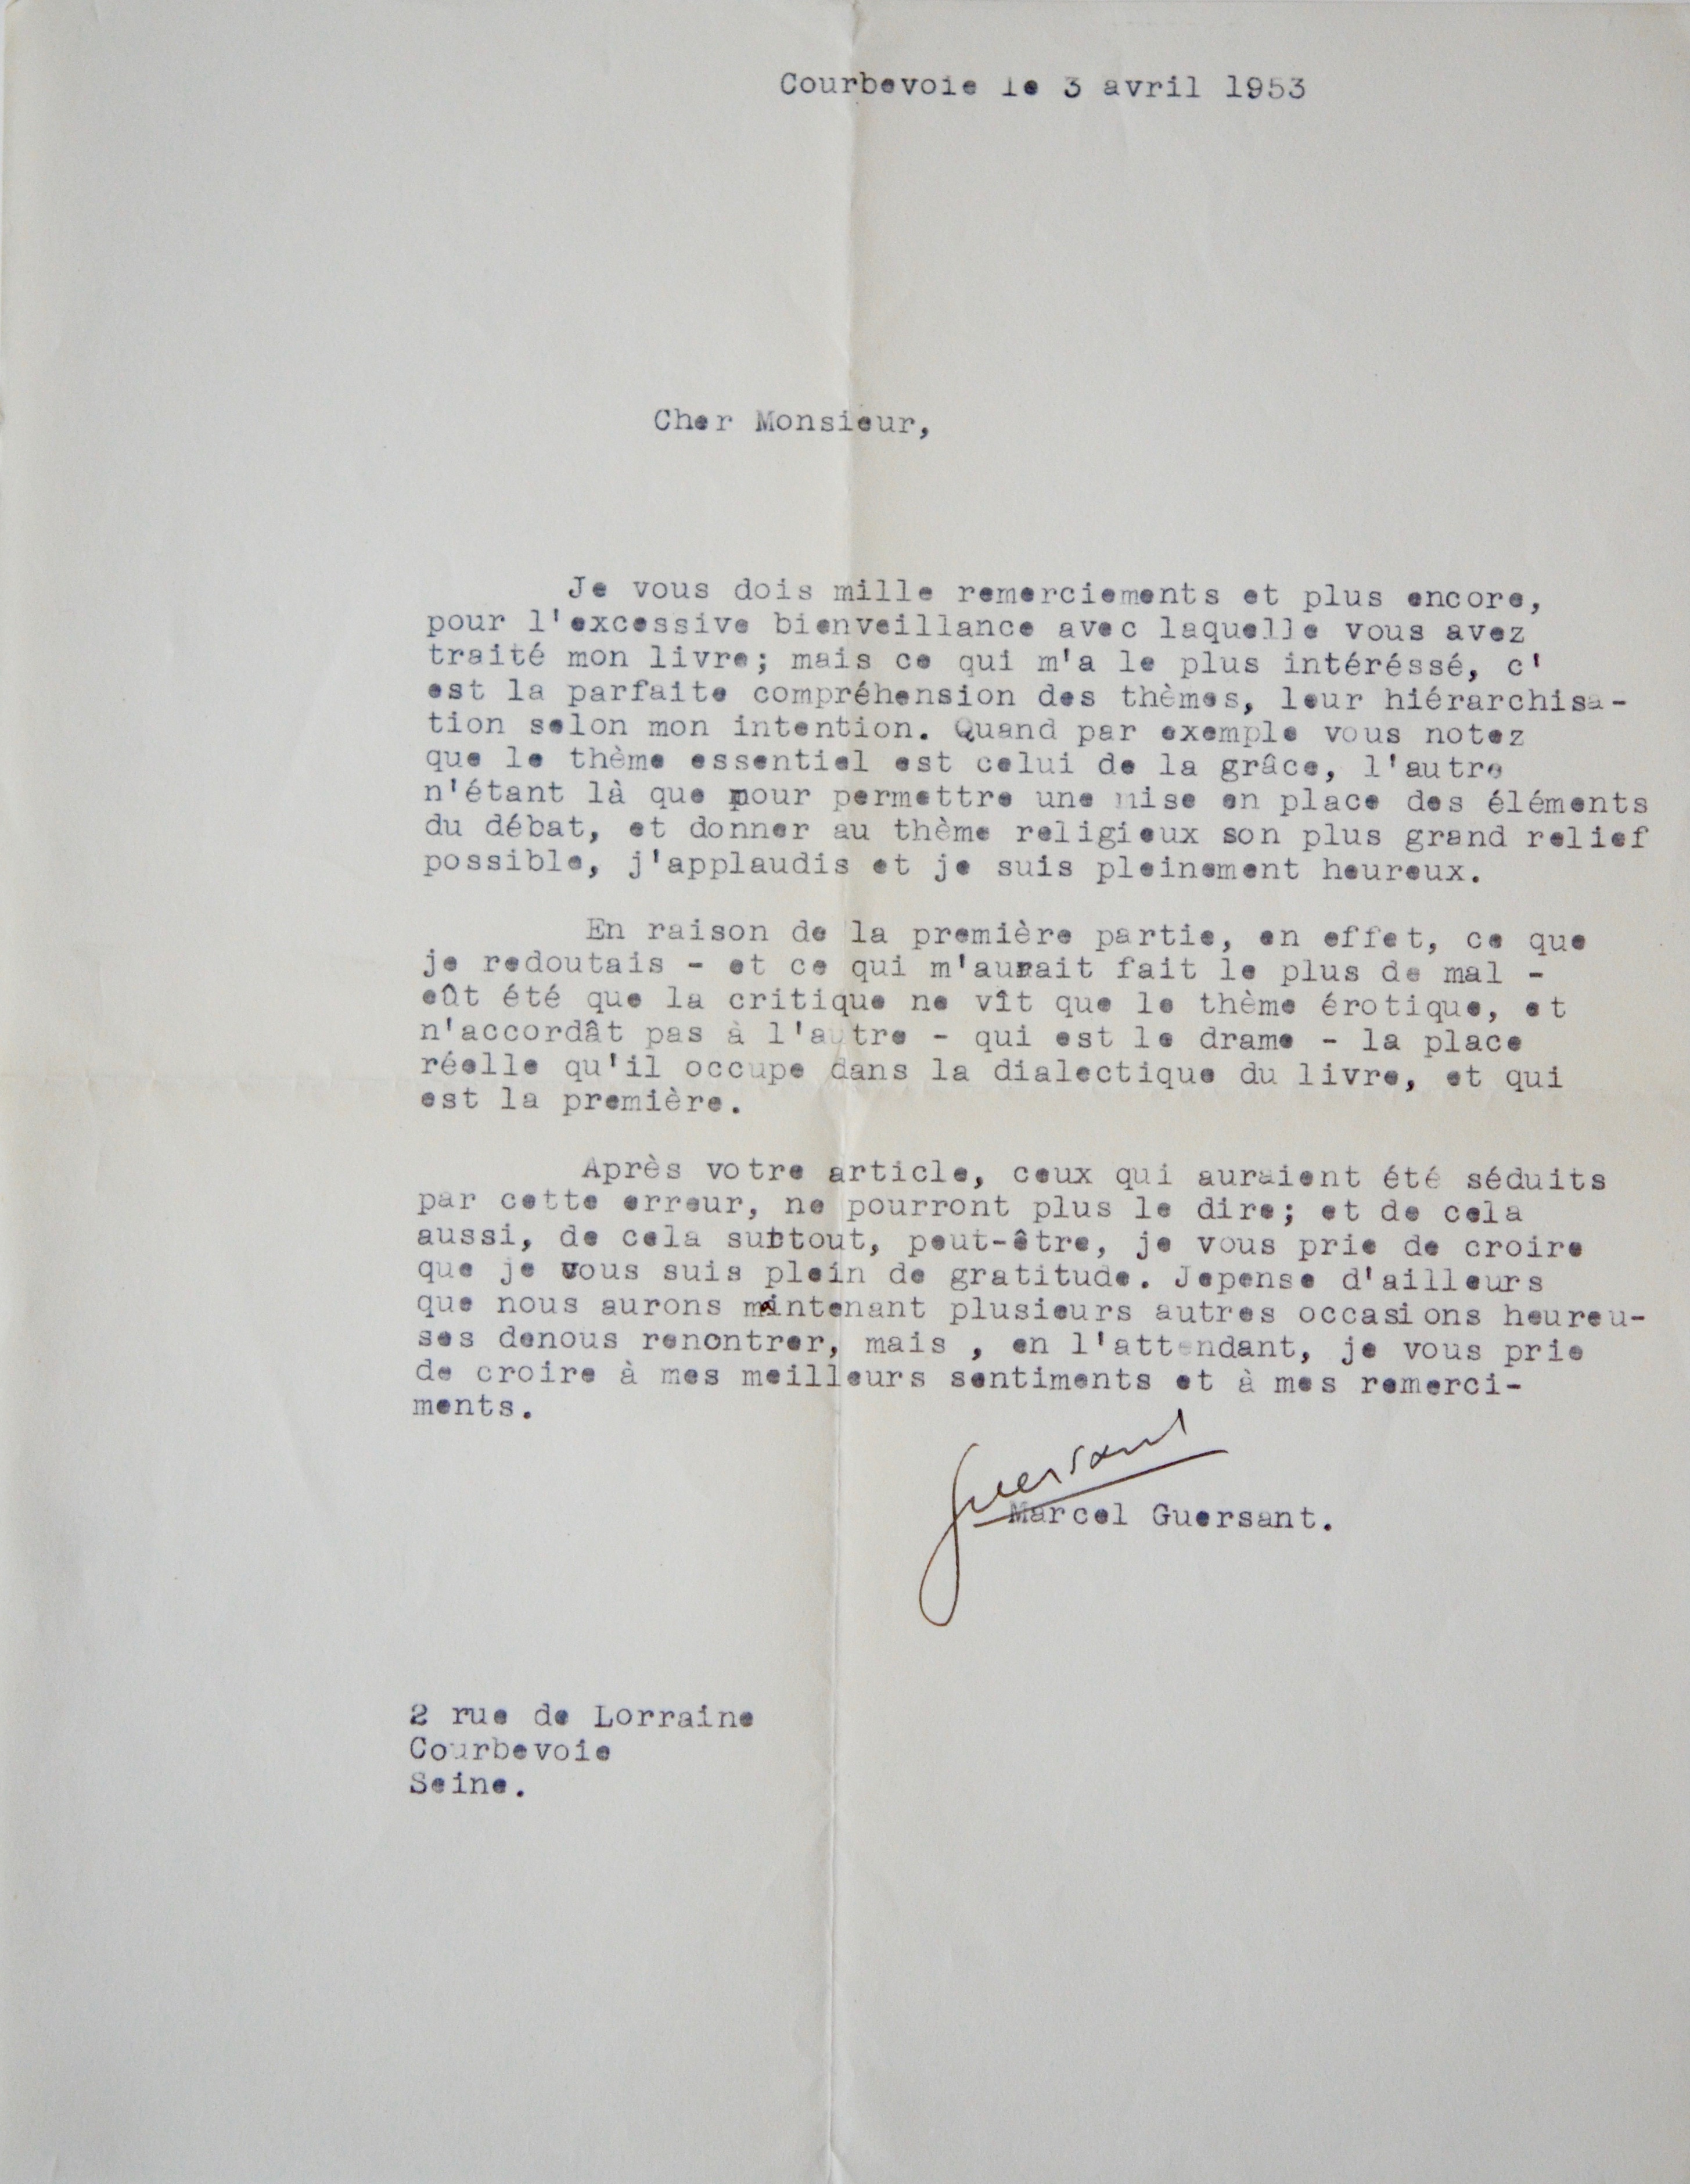 Courbevoie le 3 avril 1953
Cher Monsieur,
Je vous dois mille remerciements et plus encore,
pour l'excessive bienveillance avec laquelle vous avez
traité mon livre; mais ce qui m'a le plus intéréssé, c'
est la parfaite compréhension des thèmes, leur hiérarchisa-
tion selon mon intention. Quand par exemple vous notez
que le thème essentiel est celui de la grâce, l'autre
n'étant là que pour permettre une mise en place des éléments
du débat, et donner au thème religieux son plus grand relief
possible, j'applaudis et je suis pleinement heureux.
En raison de la première partie, en effet, ce que
je redoutais - et ce qui m'aurait fait le plus de mal -
eût été que la critique ne vît que le thème érotique, et
n'accordât pas à l'autre - qui est le drame - la place
réelle qu'il occupe dans la dialectique du livre, et qui
est la première.
Après votre article, ceux qui auraient été séduits
par cette erreur, ne pourront plus le dire; et de cela
aussi, de cela surtout, peut-être, je vous prie de croire
que je vous suis plein de gratitude. Jepense d'ailleurs
que nous aurons maintenant plusieurs autres occasions heureu-
ses denous renontrer, mais , en l'attendant, je vous prie
de croire à mes meilleurs sentiments et à mes remerci-
ments.
Guersant
Marcel Guersant.
2 rue de Lorraine
Courbevoie
Seine.